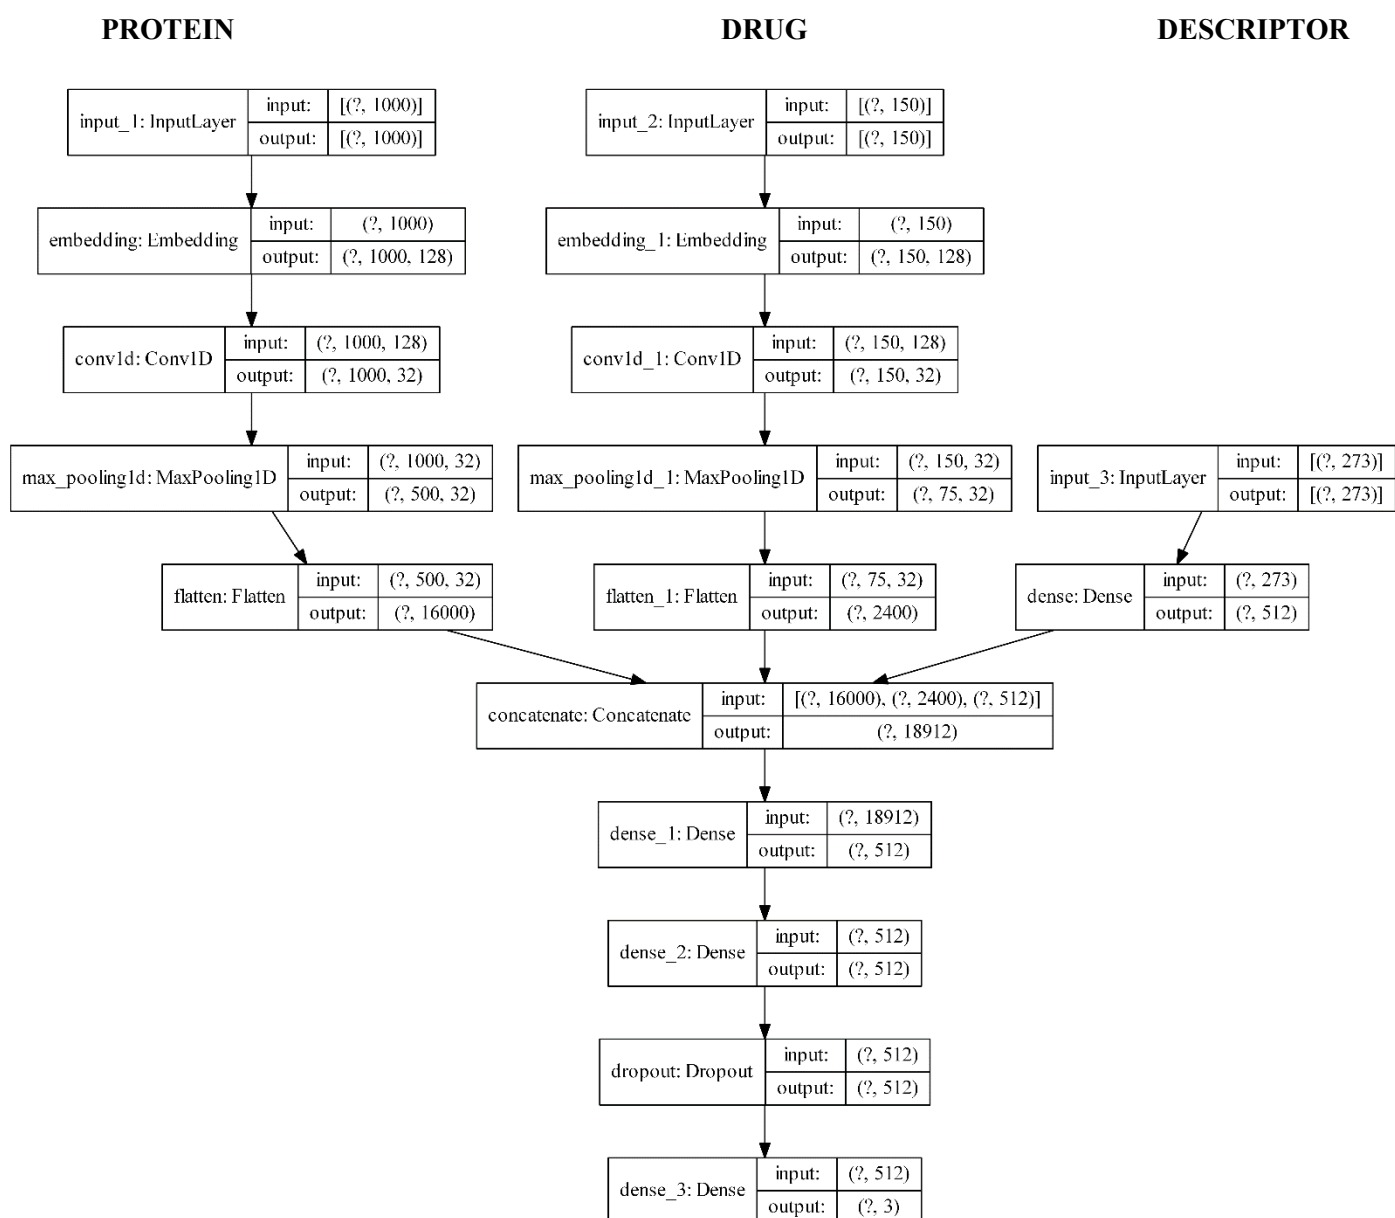 PROTEIN DRUG DESCRIPTOR
input_1: InputLayer input: [(?, 1000)]
output: [(?, 1000)]
input_2: InputLayer input: [(?, 150)]
output: [(?, 150)]
embedding: Embedding input: (?, 1000)
output: (?, 1000, 128)
embedding_1: Embedding input: (?, 150)
output: (?, 150, 128)
conv1d: Conv1D input: (?, 1000, 128)
output: (?, 1000, 32)
conv1d_1: Conv1D input: (?, 150, 128)
output: (?, 150, 32)
max_pooling1d: MaxPooling1D input: (?, 1000, 32)
output: (?, 500, 32)
max_pooling1d_1: MaxPooling1D input: (?, 150, 32)
output: (?, 75, 32)
input_3: InputLayer input: [(?, 273)]
output: [(?, 273)]
flatten: Flatten input: (?, 500, 32)
output: (?, 16000)
flatten_1: Flatten input: (?, 75, 32)
output: (?, 2400)
dense: Dense input: (?, 273)
output: (?, 512)
concatenate: Concatenate input: [(?, 16000), (?, 2400), (?, 512)]
output: (?, 18912)
dense_1: Dense input: (?, 18912)
output: (?, 512)
dense_2: Dense input: (?, 512)
output: (?, 512)
dropout: Dropout input: (?, 512)
output: (?, 512)
dense_3: Dense input: (?, 512)
output: (?, 3)